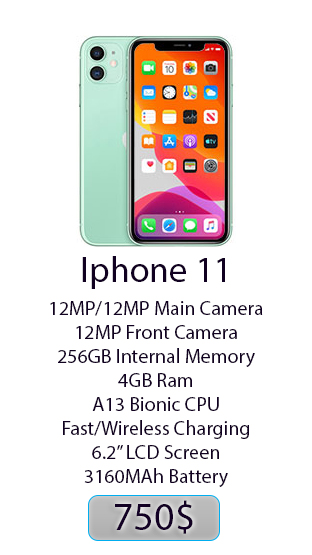 Iphone 11
12MP/12MP Main Camera
12MP Front Camera
256GB Internal Memory
4GB Ram
A13 Bionic CPU
Fast/Wireless Charging
6.2” LCD Screen
3160MAh Battery
750$